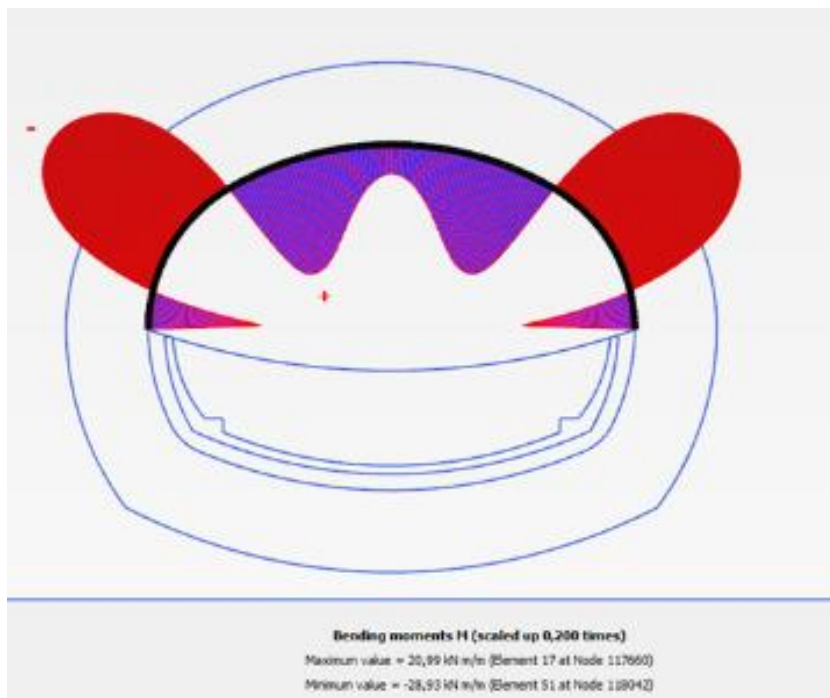 -
+
Bending moments M (scaled up 0,200 times)
Maximum value = 20,99 kN m/m (Element 17 at Node 117660)
Minimum value = -28,93 kN m/m (Element 51 at Node 118042)